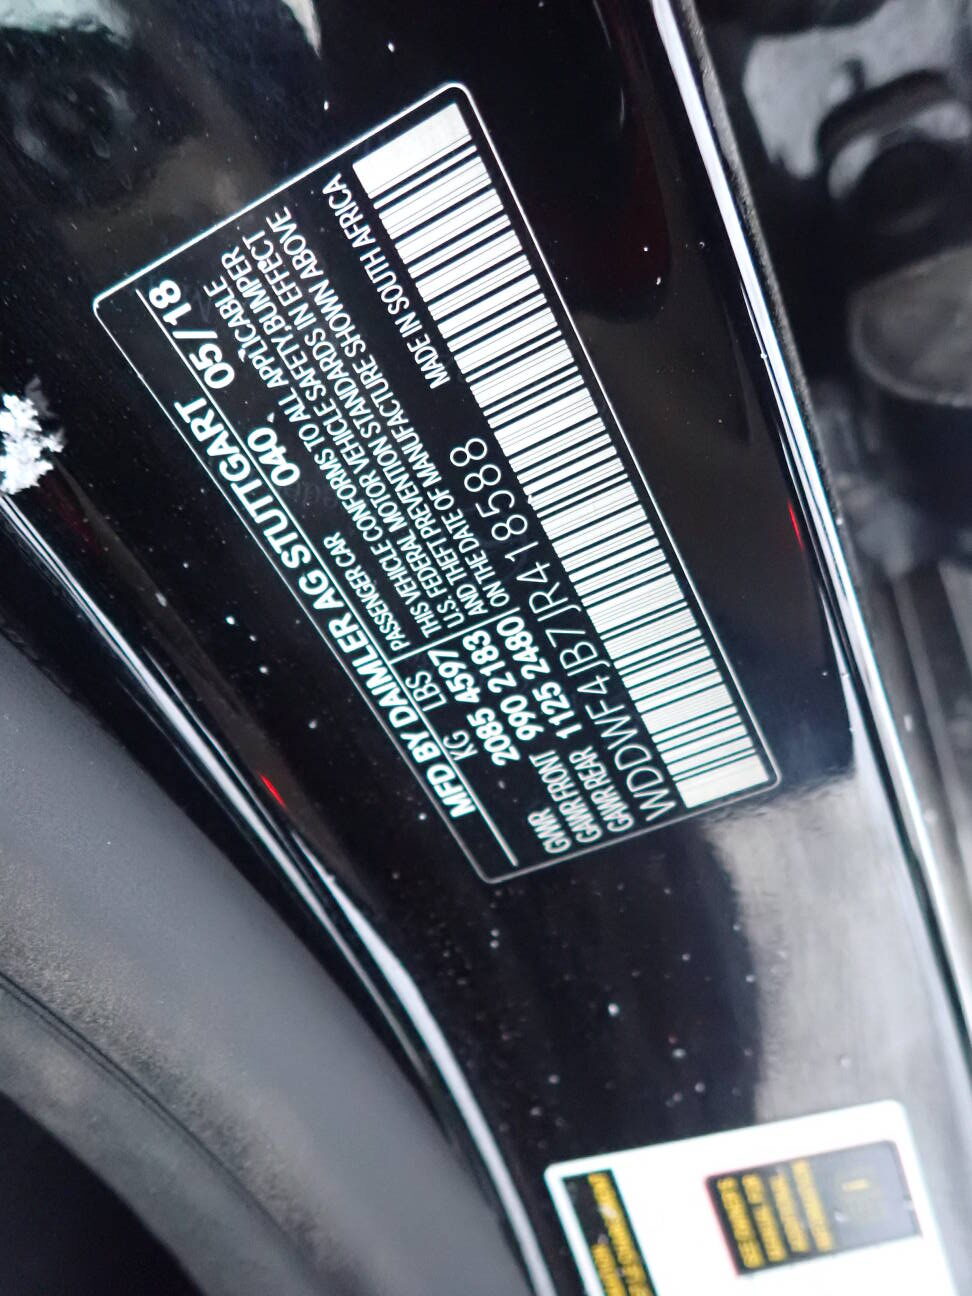 MFD BY DAIMLER AG STUTTGART 05/18
KG LBS 040
PASSENGER CAR
THIS VEHICLE CONFORMS TO ALL APPLICABLE
U.S. FEDERAL MOTOR VEHICLE SAFETY, BUMPER
AND THEFT PREVENTION STANDARDS IN EFFECT
ON THE DATE OF MANUFACTURE SHOWN ABOVE
GVWR 2085 4597
GAWR FRONT 990 2183
GAWR REAR 1125 2480
MADE IN SOUTH AFRICA
WDDWF4JB7JR418588